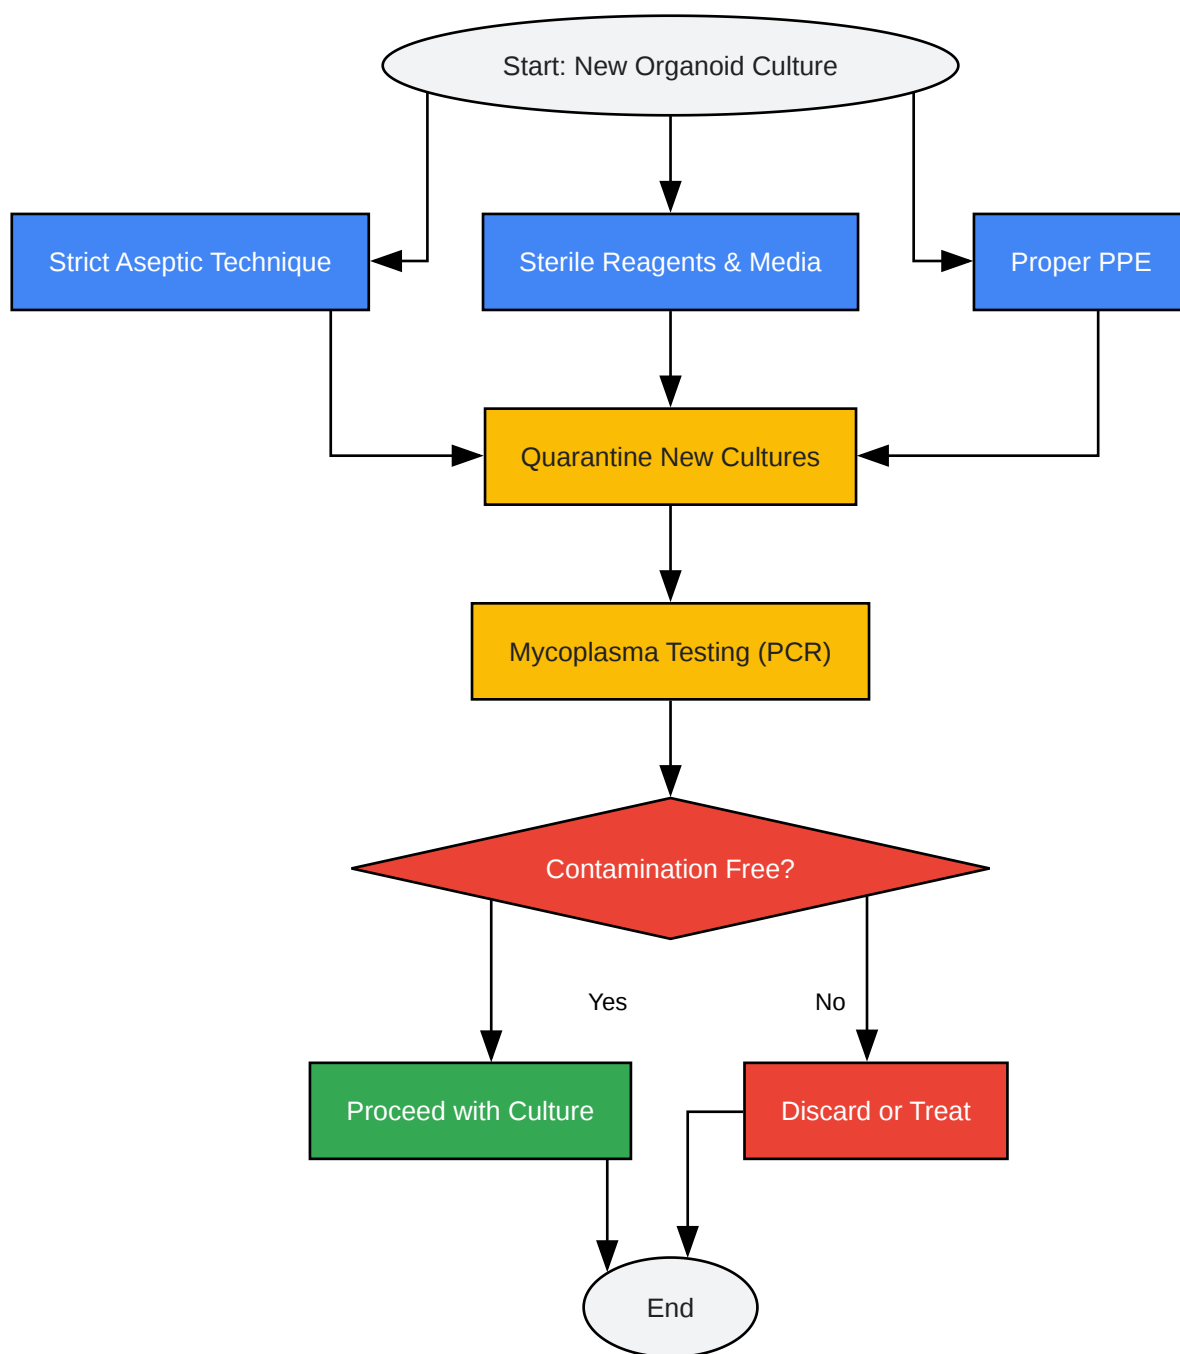 Start: New Organoid Culture
Strict Aseptic Technique
Sterile Reagents & Media
Proper PPE
Quarantine New Cultures
Mycoplasma Testing (PCR)
Contamination Free?
Yes
No
Proceed with Culture
Discard or Treat
End